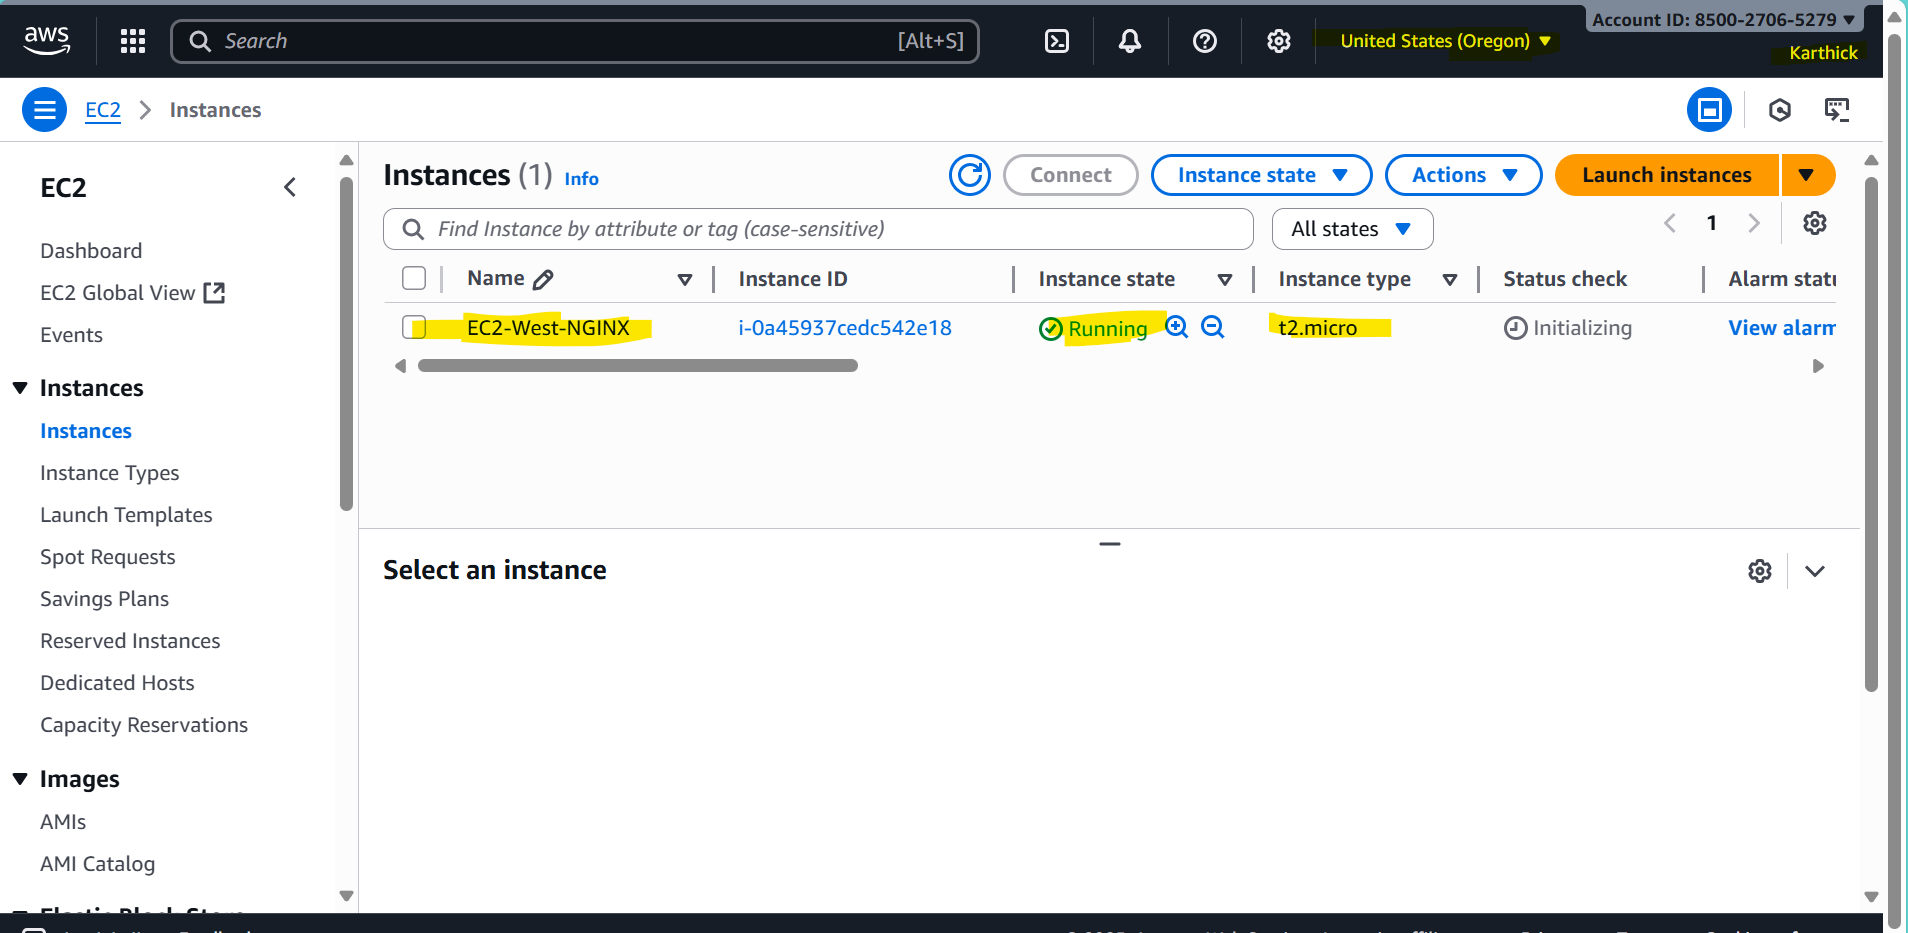 aws
Search
[Alt+S]
United States (Oregon)
Account ID: 8500-2706-5279
Karthick
EC2
Instances
EC2
Dashboard
EC2 Global View
Events
Instances
Instances
Instance Types
Launch Templates
Spot Requests
Savings Plans
Reserved Instances
Dedicated Hosts
Capacity Reservations
Images
AMIs
AMI Catalog
Elastic Block Store
Instances (1) Info
Connect
Instance state
Actions
Launch instances
Find Instance by attribute or tag (case-sensitive)
All states
1
Name
Instance ID
Instance state
Instance type
Status check
Alarm statu
EC2-West-NGINX
i-0a45937cedc542e18
Running
t2.micro
Initializing
View alarm
Select an instance